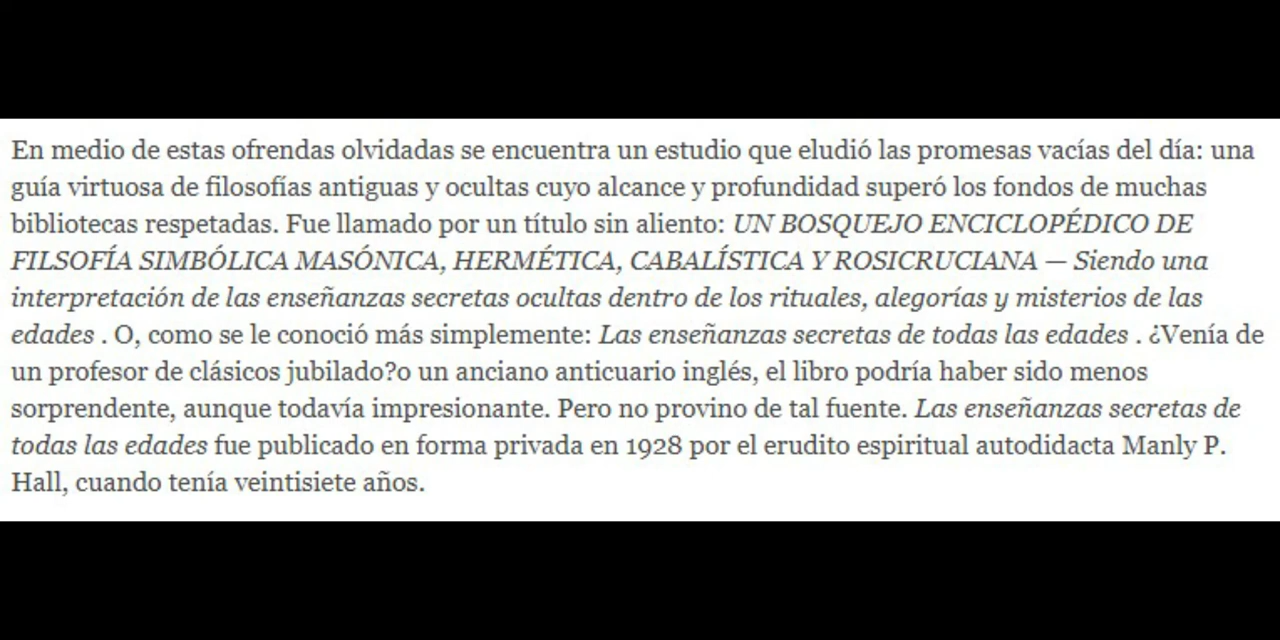 En medio de estas ofrendas olvidadas se encuentra un estudio que eludió las promesas vacías del día: una
guía virtuosa de filosofías antiguas y ocultas cuyo alcance y profundidad superó los fondos de muchas
bibliotecas respetadas. Fue llamado por un título sin aliento: UN BOSQUEJO ENCICLOPÉDICO DE
FILSOFÍA SIMBÓLICA MASÓNICA, HERMÉTICA, CABALÍSTICA Y ROSICRUCIANA — Siendo una
interpretación de las enseñanzas secretas ocultas dentro de los rituales, alegorías y misterios de las
edades . O, como se le conoció más simplemente: Las enseñanzas secretas de todas las edades . ¿Venía de
un profesor de clásicos jubilado?o un anciano anticuario inglés, el libro podría haber sido menos
sorprendente, aunque todavía impresionante. Pero no provino de tal fuente. Las enseñanzas secretas de
todas las edades fue publicado en forma privada en 1928 por el erudito espiritual autodidacta Manly P.
Hall, cuando tenía veintisiete años.